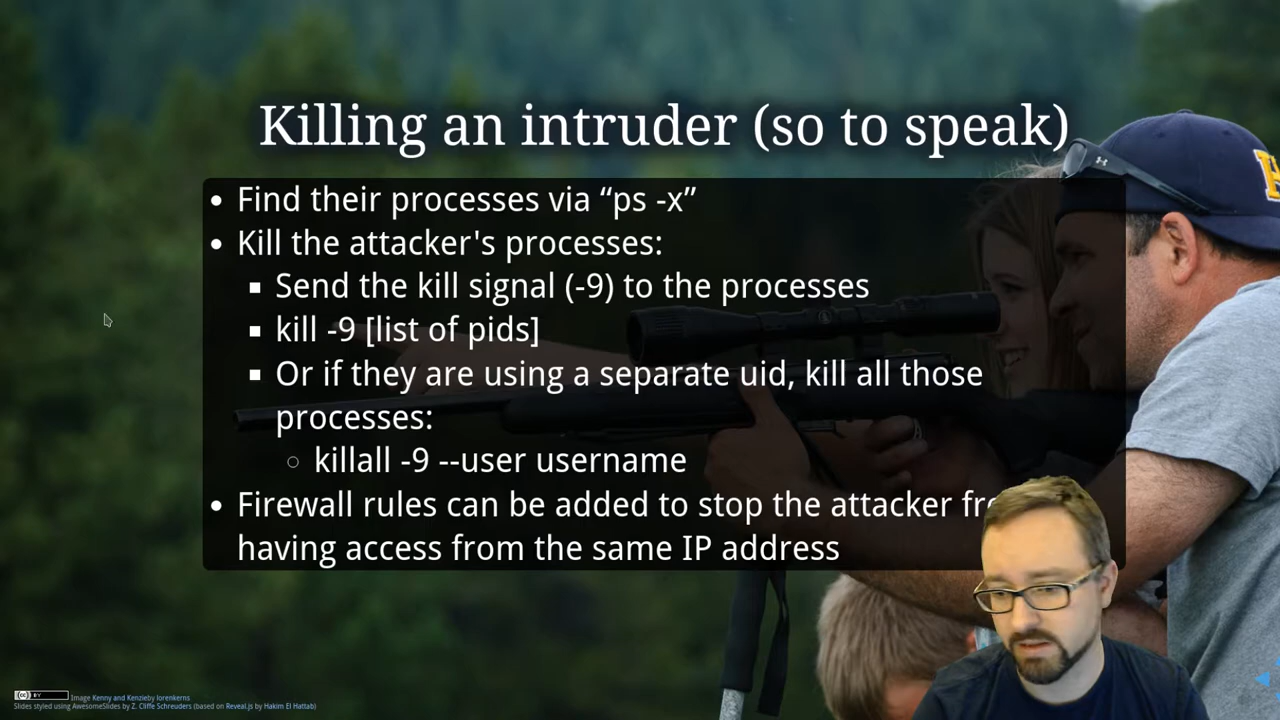 Killing an intruder (so to speak)
• Find their processes via “ps -x”
• Kill the attacker's processes:
▪ Send the kill signal (-9) to the processes
▪ kill -9 [list of pids]
▪ Or if they are using a separate uid, kill all those
processes:
○ killall -9 --user username
• Firewall rules can be added to stop the attacker
having access from the same IP address
(cc) BY Image Kenny and Kenzieby lorenkerns
Slides styled using AwesomeSlides by Z. Cliffe Schreuders (based on Reveal.js by Hakim El Hattab)